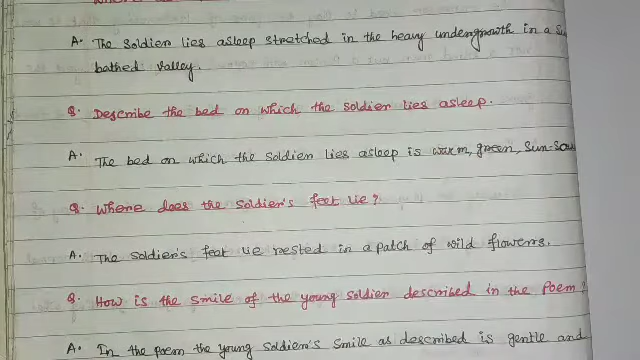 A. The Soldier lies asleep stretched in the heavy undergrowth in a
bathed valley.
Q. Describe the bed on which the Soldier lies asleep.
A. The bed on which the soldier lies asleep is warm, green,
Q. Where does the soldier's feet lie?
A. The soldier's feet lie rested in a patch of wild flowers.
Q. How is the smile of the young soldier described in the Poem?
A. In the poem the young soldier's smile as described is gentle and